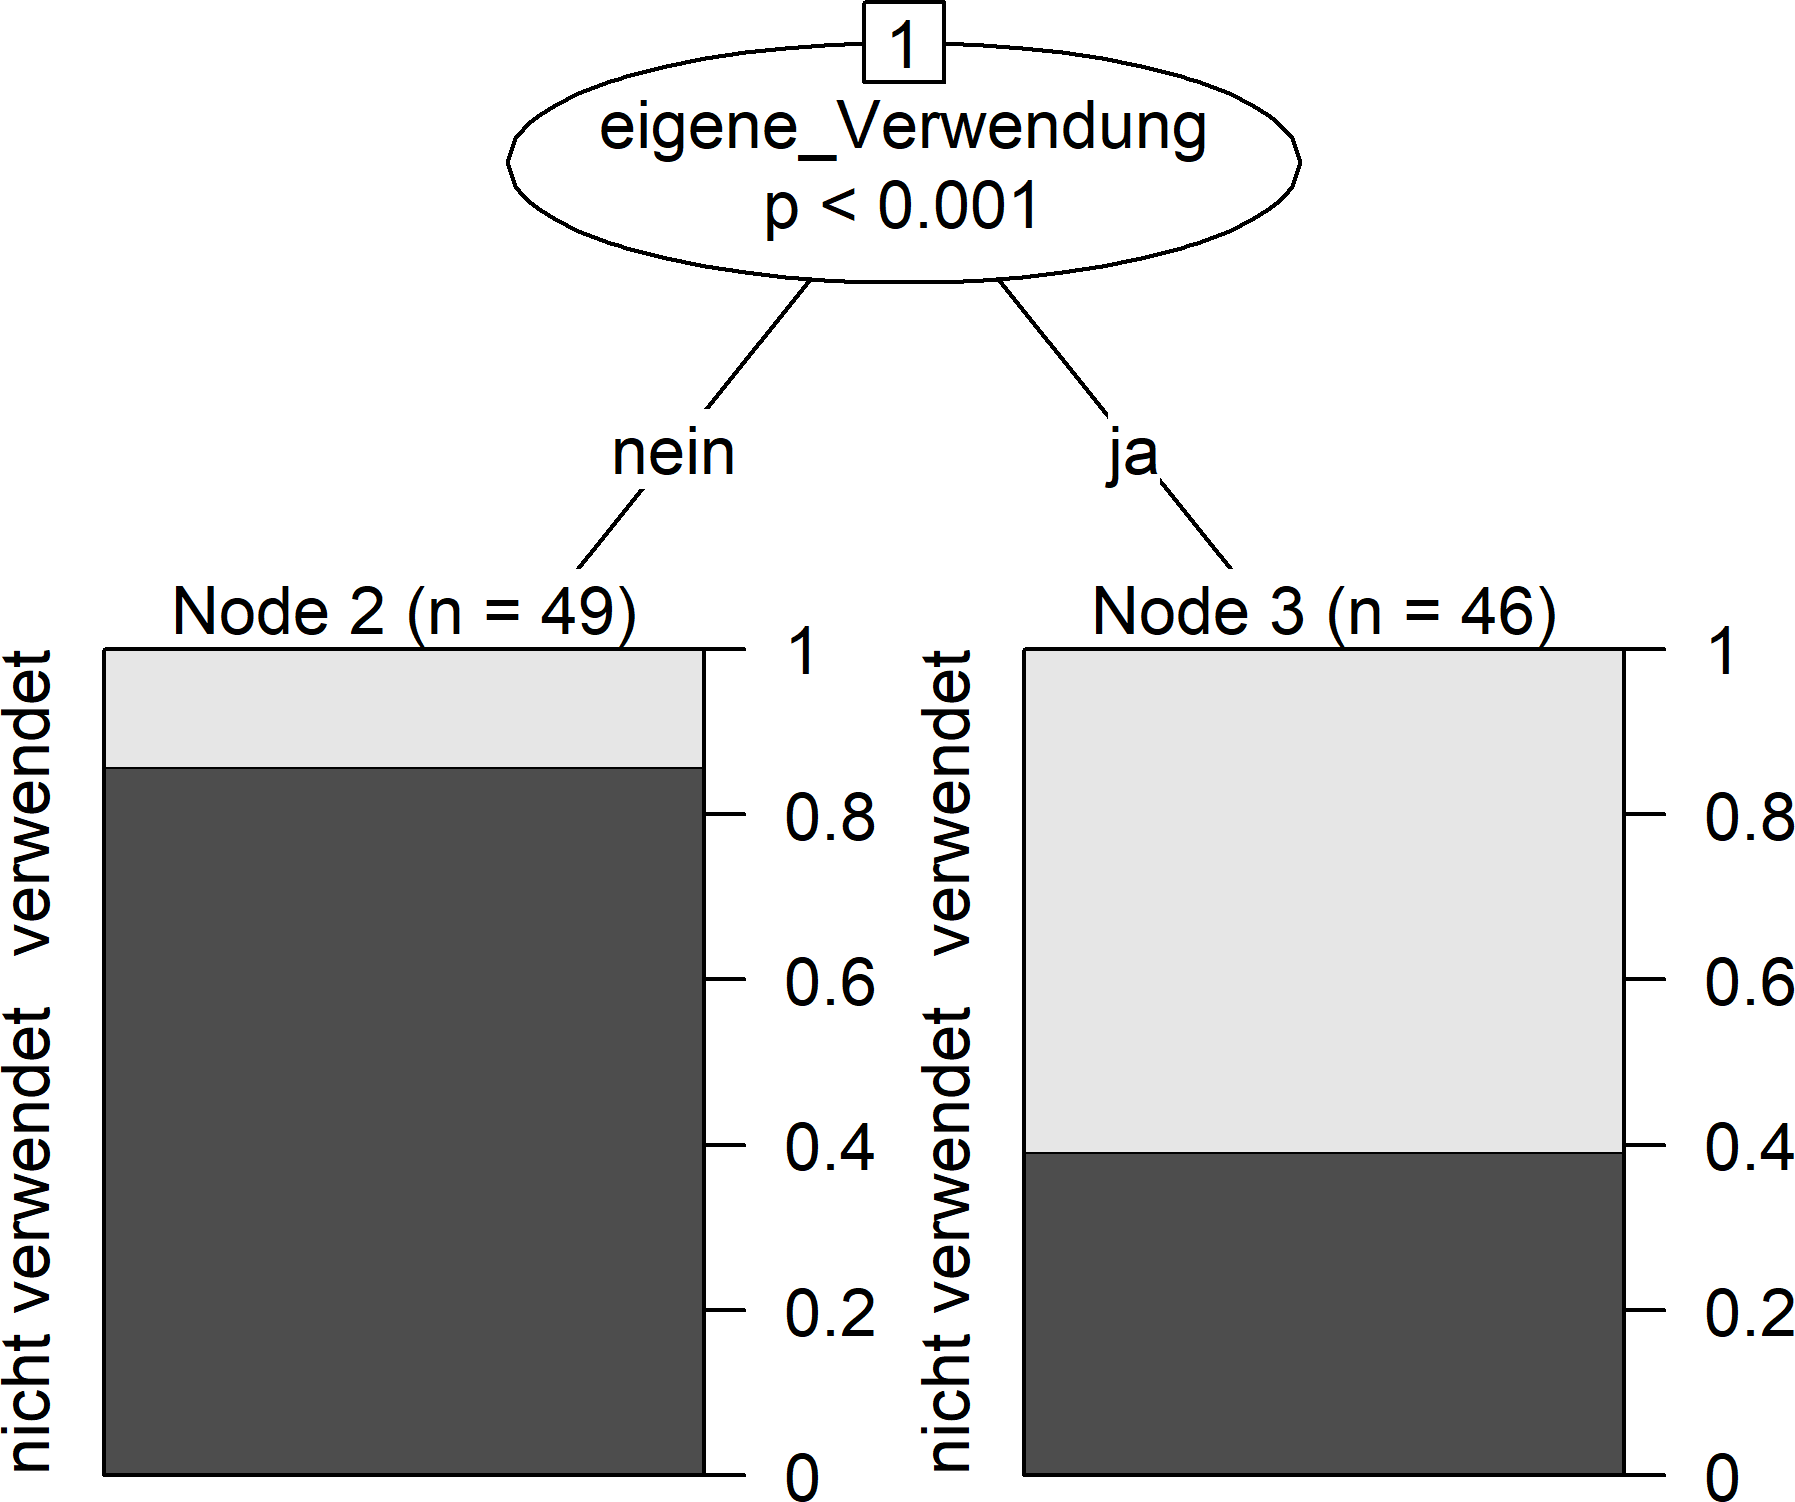 1
eigene_Verwendung
p < 0.001
nein
ja
Node 2 (n = 49)
nicht verwendet verwendet
1
0.8
0.6
0.4
0.2
0
Node 3 (n = 46)
nicht verwendet verwendet
1
0.8
0.6
0.4
0.2
0